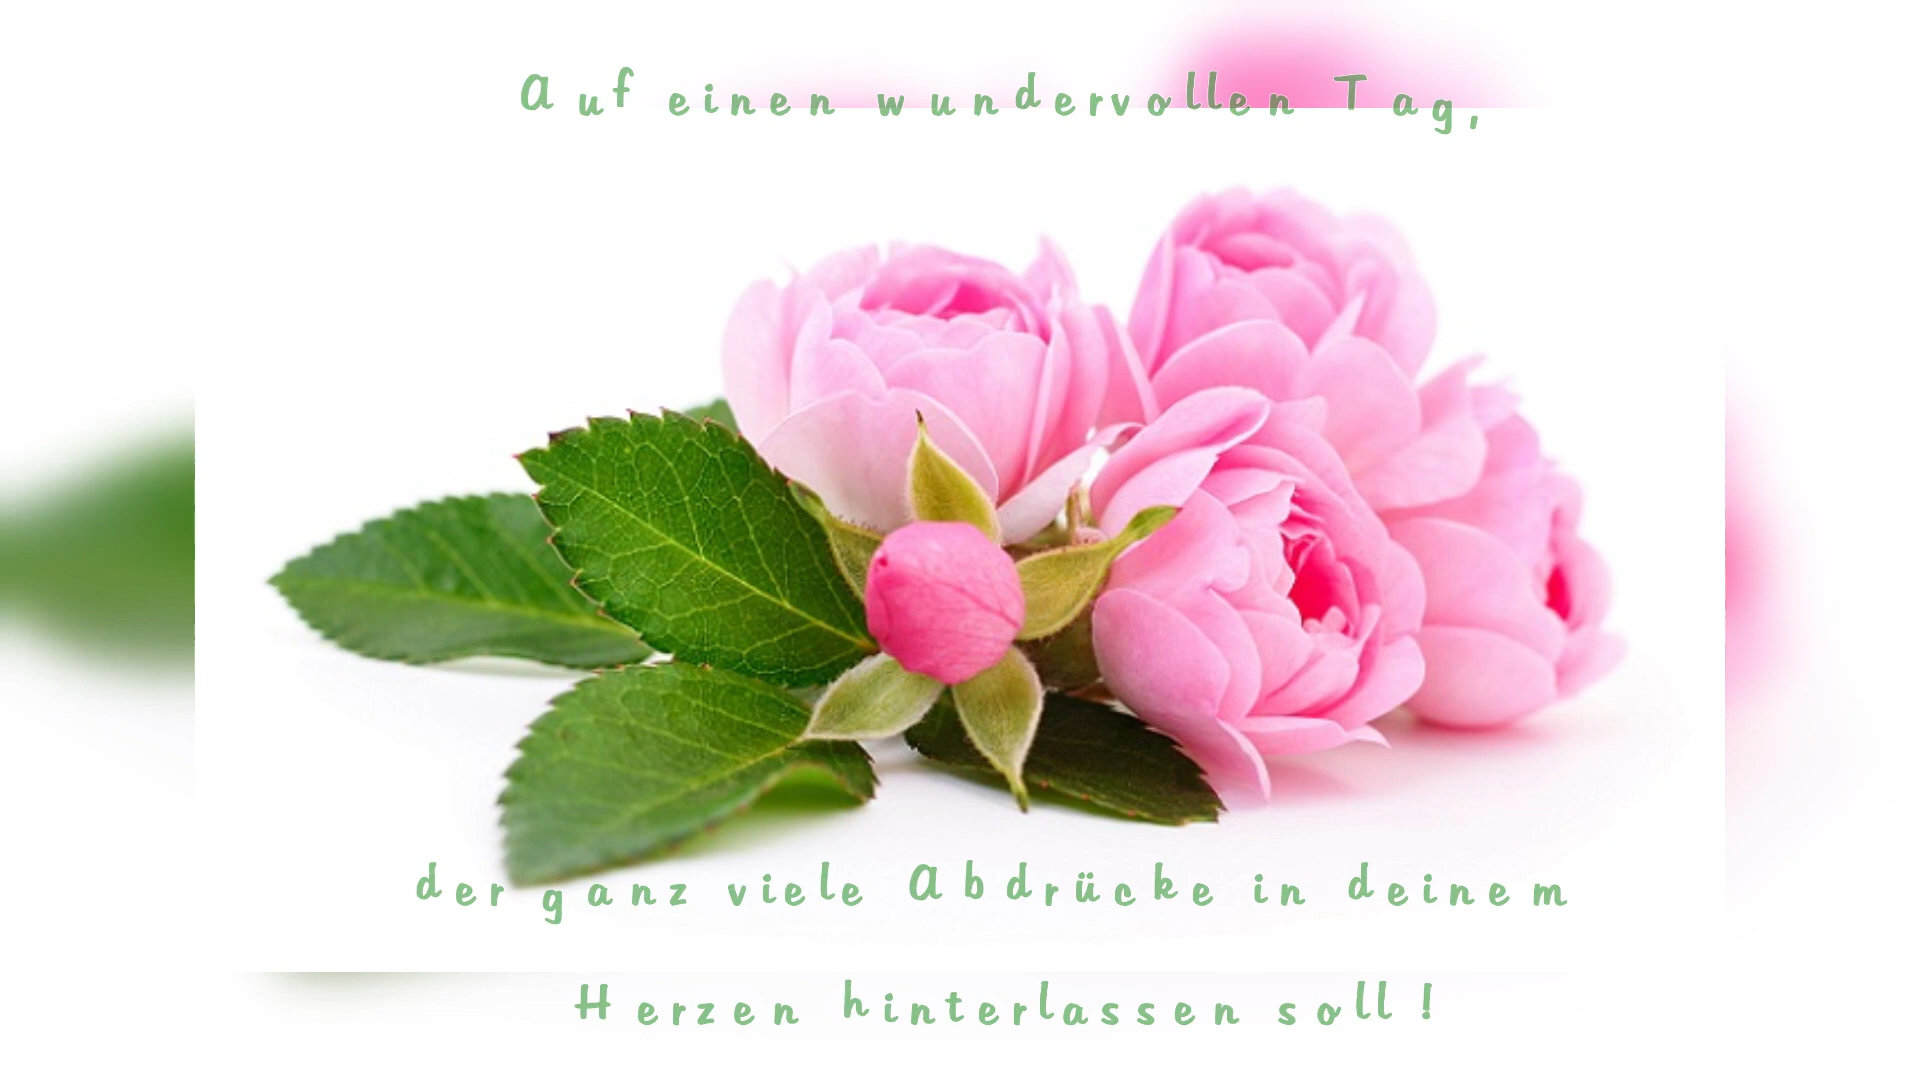 Auf einen wundervollen Tag,
der ganz viele Abdrücke in deinem
Herzen hinterlassen soll !